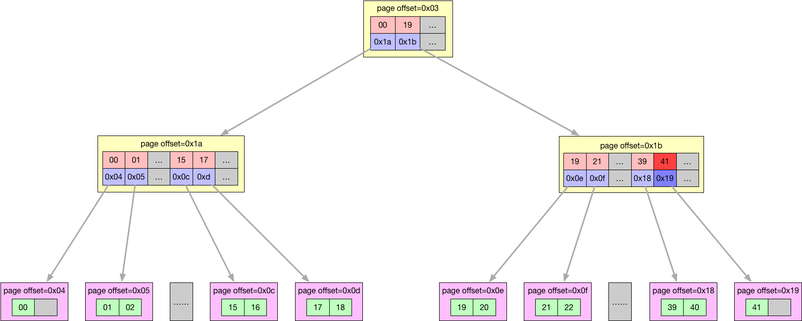 page offset=0x03
00 19 ...
0x1a 0x1b ...
page offset=0x1a
00 01 ... 15 17 ...
0x04 0x05 ... 0x0c 0xd ...
page offset=0x1b
19 21 ... 39 41 ...
0x0e 0x0f ... 0x18 0x19 ...
page offset=0x04
00
page offset=0x05
01 02
......
page offset=0x0c
15 16
page offset=0x0d
17 18
page offset=0x0e
19 20
page offset=0x0f
21 22
......
page offset=0x18
39 40
page offset=0x19
41